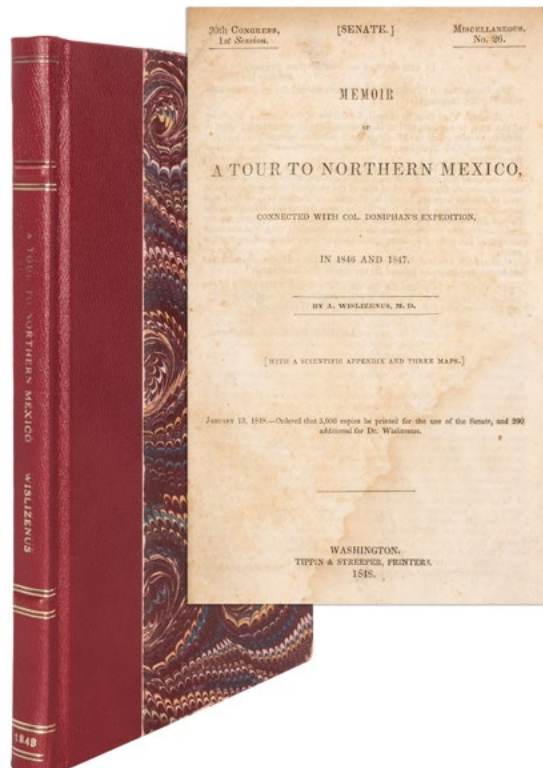 30th Congress,
1st Session.
[SENATE.]
Miscellaneous,
No. 26.
MEMOIR
OF
A TOUR TO NORTHERN MEXICO,
CONNECTED WITH COL. DONIPHAN'S EXPEDITION,
IN 1846 AND 1847.
BY A. WISLIZENUS, M. D.
[WITH A SCIENTIFIC APPENDIX AND THREE MAPS.]
January 13, 1848.—Ordered that 5,000 copies be printed for the use of the Senate, and 200
additional for Dr. Wislizenus.
WASHINGTON,
TIPPIN & STREEPER, PRINTERS.
1848.
A TOUR TO NORTHERN MEXICO WISLIZENUS
1848